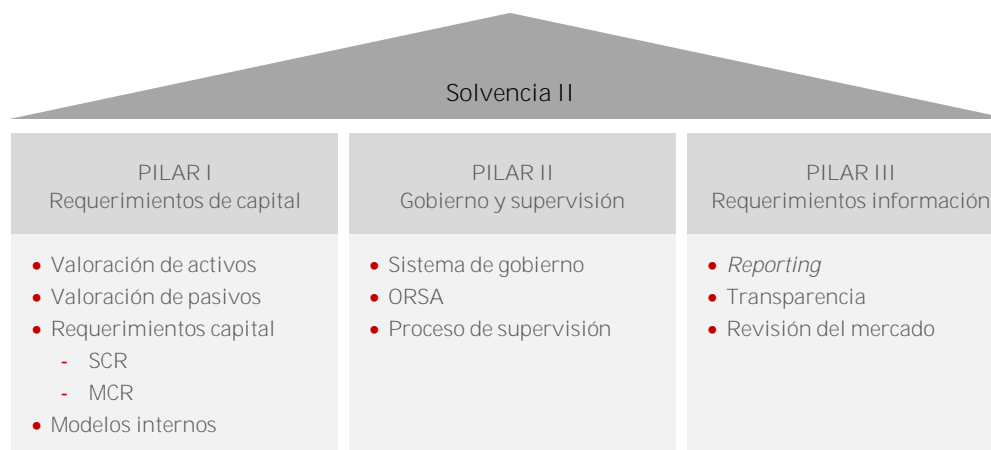 Solvencia II
PILAR I
Requerimientos de capital
• Valoración de activos
• Valoración de pasivos
• Requerimientos capital
- SCR
- MCR
• Modelos internos
PILAR II
Gobierno y supervisión
• Sistema de gobierno
• ORSA
• Proceso de supervisión
PILAR III
Requerimientos información
• Reporting
• Transparencia
• Revisión del mercado